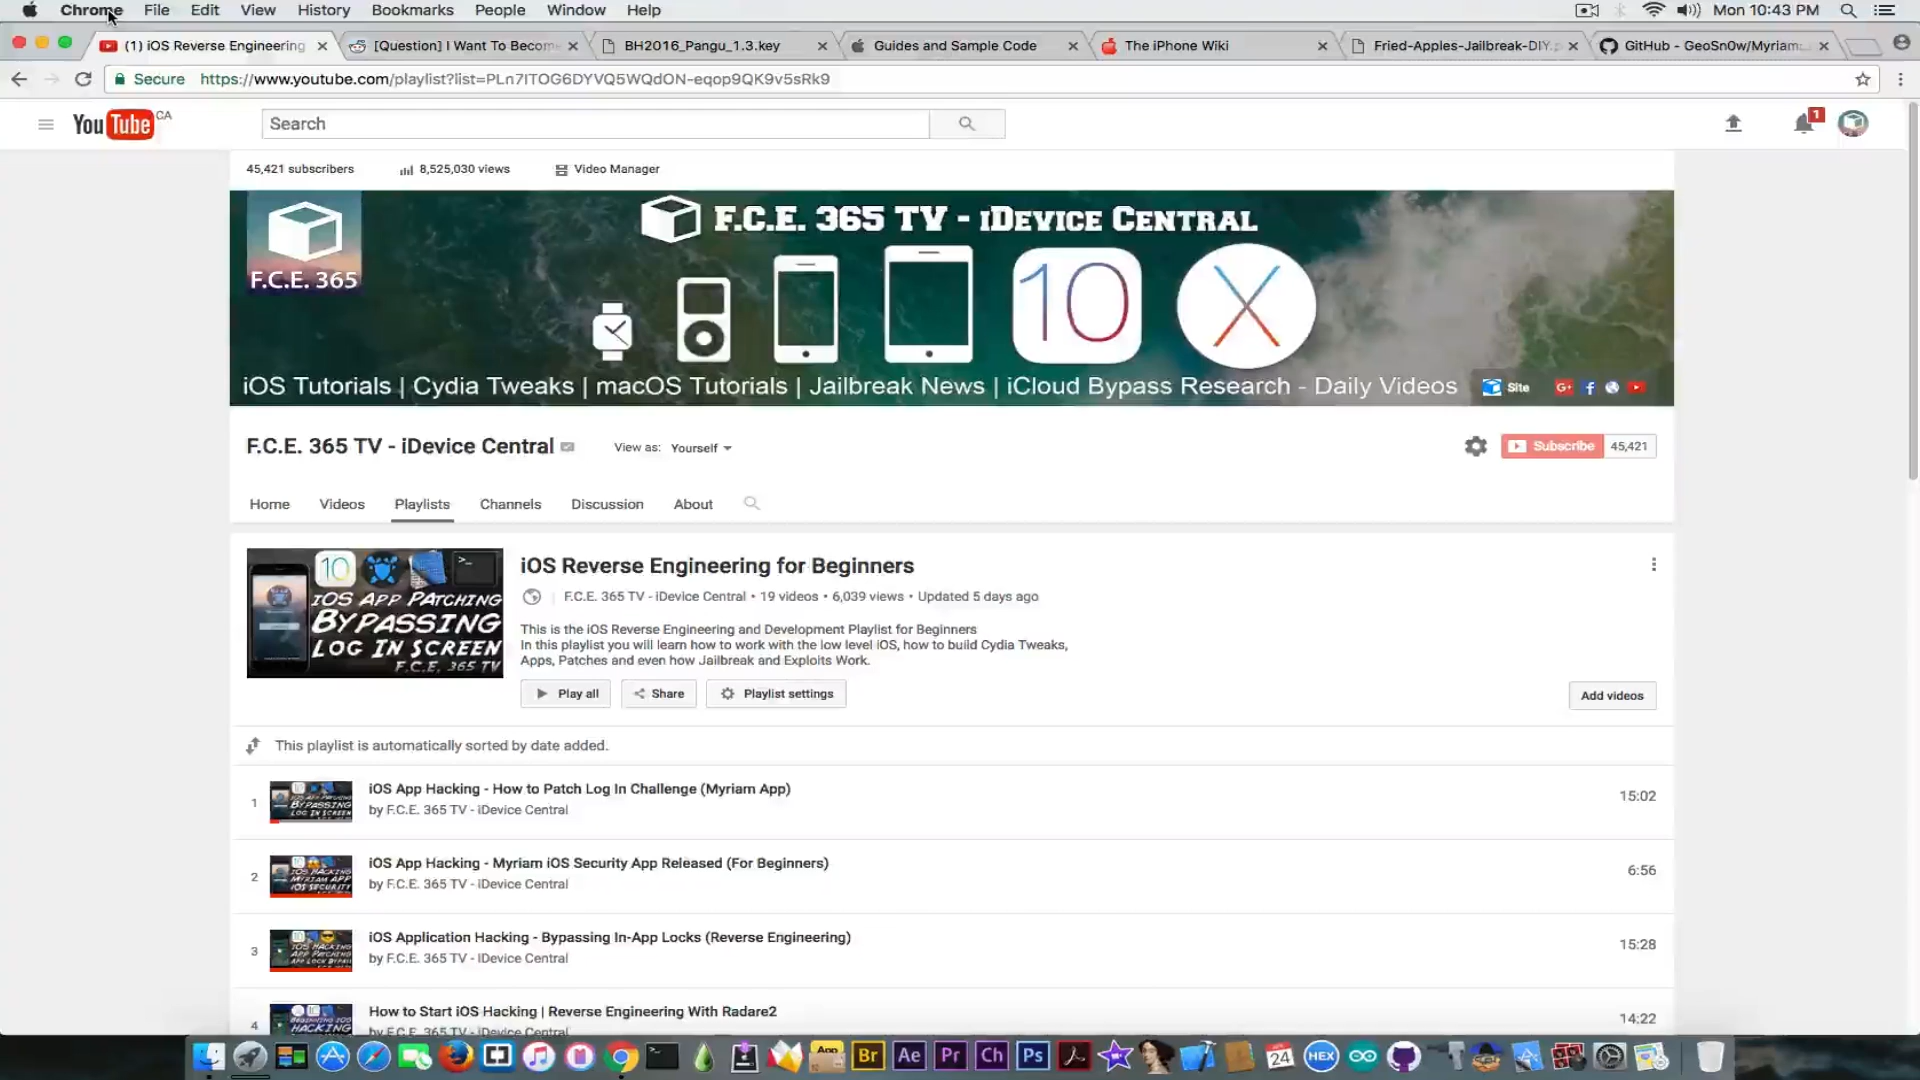 Chrome File Edit View History Bookmarks People Window Help Mon 10:43 PM
(1) iOS Reverse Engineering [Question] I Want To Becom BH2016_Pangu_1.3.key Guides and Sample Code The iPhone Wiki Fried-Apples-Jailbreak-DIY.p GitHub - GeoSn0w/Myriam:
Secure https://www.youtube.com/playlist?list=PLn7ITOG6DYVQ5WQdON-eqop9QK9v5sRk9
YouTube CA Search 1
45,421 subscribers 8,525,030 views Video Manager
F.C.E. 365 TV - iDevice Central
F.C.E. 365
10
iOS Tutorials | Cydia Tweaks | macOS Tutorials | Jailbreak News | iCloud Bypass Research - Daily Videos Site G+ f
F.C.E. 365 TV - iDevice Central View as: Yourself Subscribe 45,421
Home Videos Playlists Channels Discussion About
10
iOS App Patching
Bypassing
Log In Screen
F.C.E. 365 TV
iOS Reverse Engineering for Beginners
F.C.E. 365 TV - iDevice Central • 19 videos • 6,039 views • Updated 5 days ago
This is the iOS Reverse Engineering and Development Playlist for Beginners
In this playlist you will learn how to work with the low level iOS, how to build Cydia Tweaks,
Apps, Patches and even how Jailbreak and Exploits Work.
Play all Share Playlist settings Add videos
This playlist is automatically sorted by date added.
1 iOS App Hacking - How to Patch Log In Challenge (Myriam App) 15:02
by F.C.E. 365 TV - iDevice Central
2 iOS App Hacking - Myriam iOS Security App Released (For Beginners) 6:56
by F.C.E. 365 TV - iDevice Central
3 iOS Application Hacking - Bypassing In-App Locks (Reverse Engineering) 15:28
by F.C.E. 365 TV - iDevice Central
4 How to Start iOS Hacking | Reverse Engineering With Radare2 14:22
by F.C.E. 365 TV - iDevice Central
Br Ae Pr Ch Ps 24 HEX